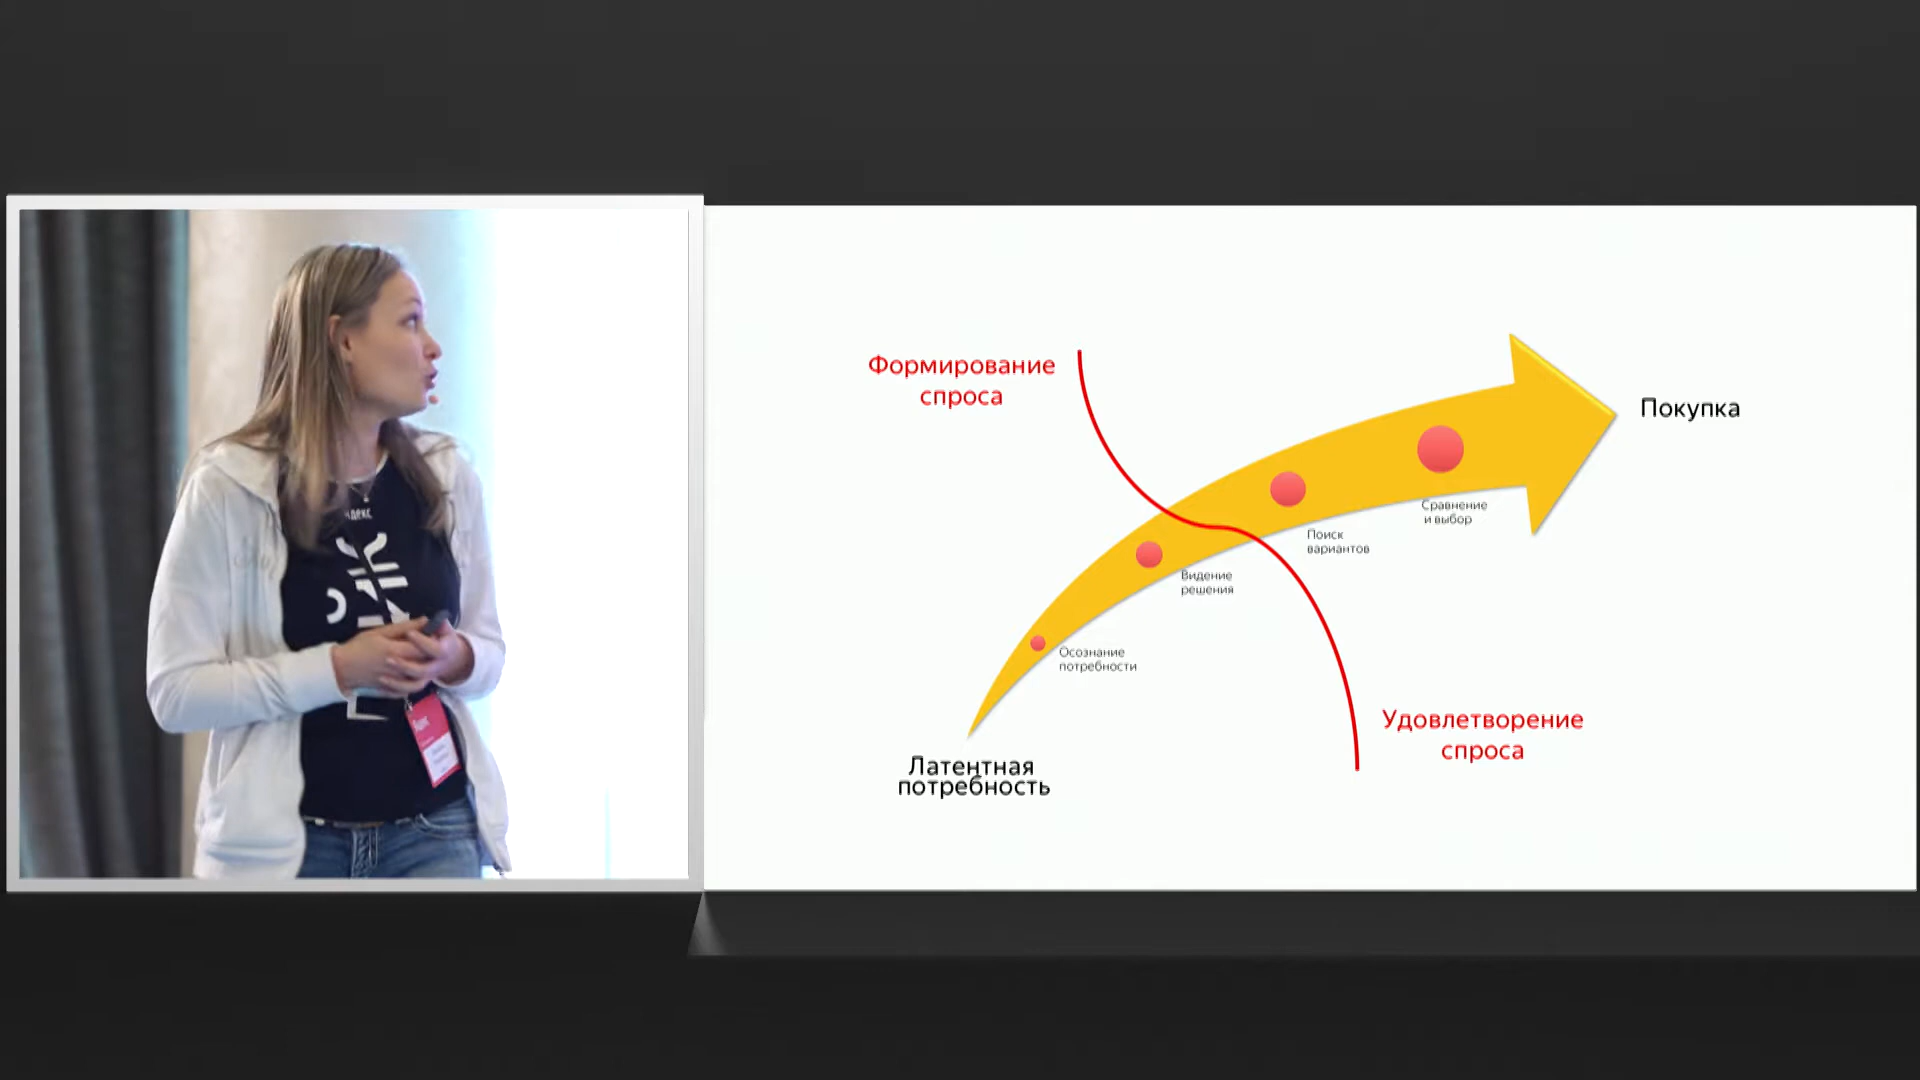 Формирование
спроса
Покупка
Сравнение
и выбор
Поиск
вариантов
Видение
решения
Осознание
потребности
Удовлетворение
спроса
Латентная
потребность